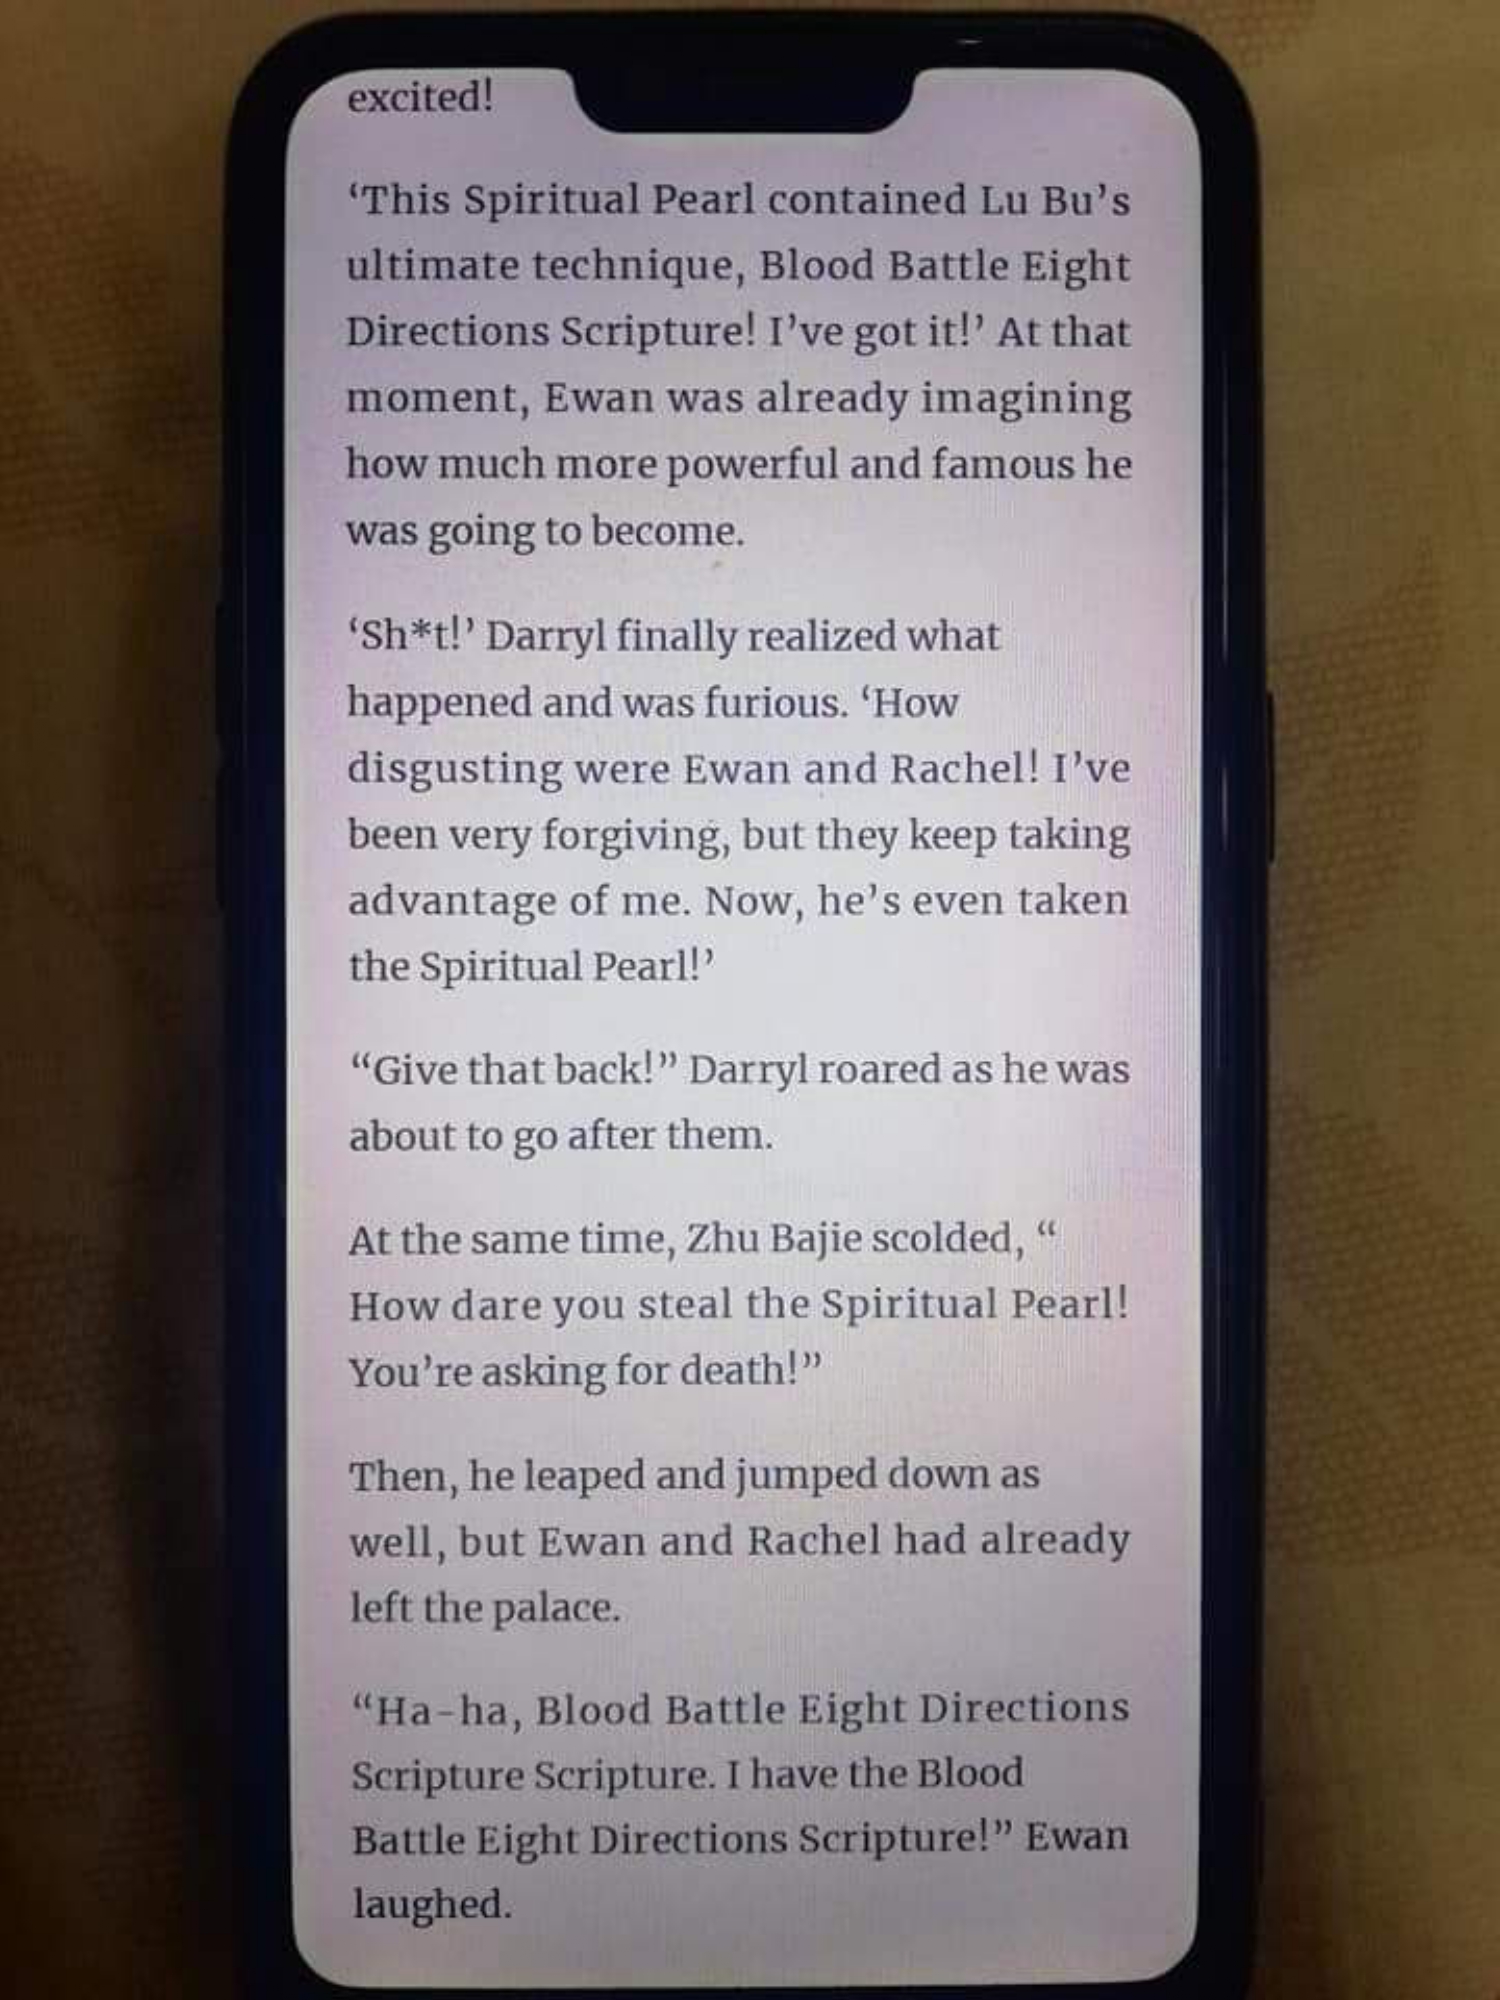 excited!
‘This Spiritual Pearl contained Lu Bu’s
ultimate technique, Blood Battle Eight
Directions Scripture! I’ve got it!’ At that
moment, Ewan was already imagining
how much more powerful and famous he
was going to become.
‘Sh*t!’ Darryl finally realized what
happened and was furious. ‘How
disgusting were Ewan and Rachel! I’ve
been very forgiving, but they keep taking
advantage of me. Now, he’s even taken
the Spiritual Pearl!’
“Give that back!” Darryl roared as he was
about to go after them.
At the same time, Zhu Bajie scolded, “
How dare you steal the Spiritual Pearl!
You’re asking for death!”
Then, he leaped and jumped down as
well, but Ewan and Rachel had already
left the palace.
“Ha-ha, Blood Battle Eight Directions
Scripture Scripture. I have the Blood
Battle Eight Directions Scripture!” Ewan
laughed.